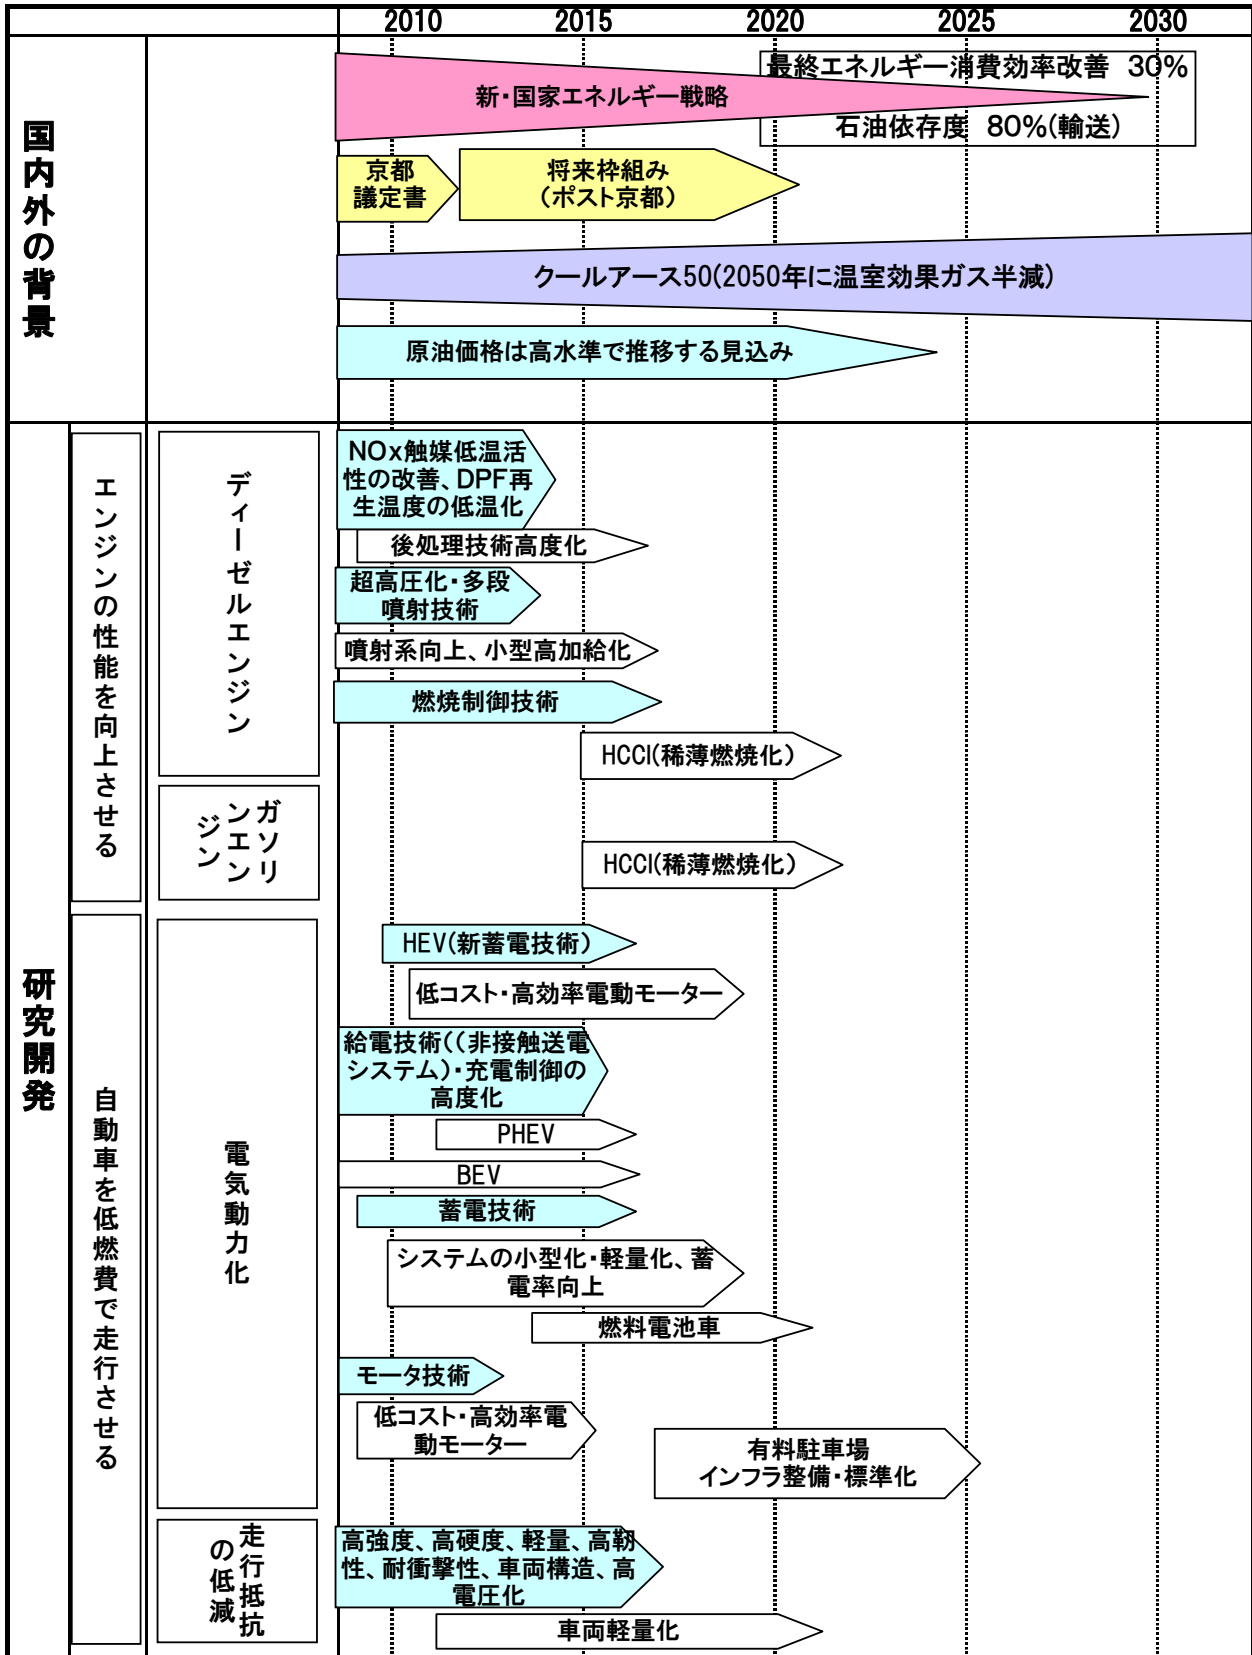 2010 2015 2020 2025 2030
国内外の背景
最終エネルギー消費効率改善 30%
新・国家エネルギー戦略
石油依存度 80%(輸送)
京都
議定書
将来枠組み
(ポスト京都)
クールアース50(2050年に温室効果ガス半減)
原油価格は高水準で推移する見込み
研究開発
エンジンの性能を向上させる
ディーゼルエンジン
NOx触媒低温活
性の改善、DPF再
生温度の低温化
後処理技術高度化
超高圧化・多段
噴射技術
噴射系向上、小型高加給化
燃焼制御技術
HCCI(稀薄燃焼化)
ガソリ
ンエン
ジン
HCCI(稀薄燃焼化)
自動車を低燃費で走行させる
電気動力化
HEV(新蓄電技術)
低コスト・高効率電動モーター
給電技術((非接触送電
システム)・充電制御の
高度化
PHEV
BEV
蓄電技術
システムの小型化・軽量化、蓄
電率向上
燃料電池車
モータ技術
低コスト・高効率電
動モーター
有料駐車場
インフラ整備・標準化
走行抵抗
の低減
高強度、高硬度、軽量、高靭
性、耐衝撃性、車両構造、高
電圧化
車両軽量化